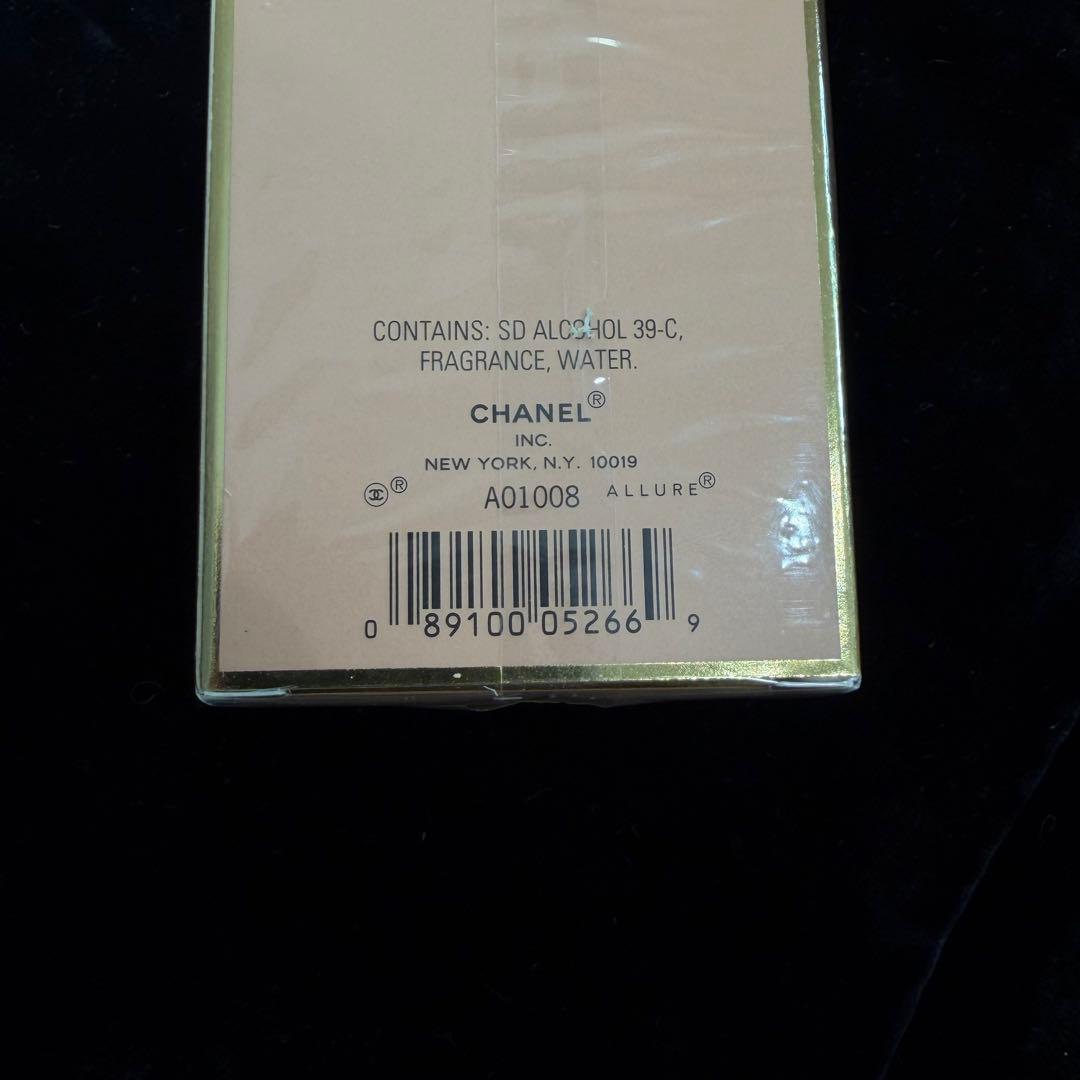 CONTAINS: SD ALCOHOL 39-C,
FRAGRANCE, WATER.
CHANEL®
INC.
NEW YORK, N.Y. 10019
® A01008 ALLURE®
0 89100 05266 9